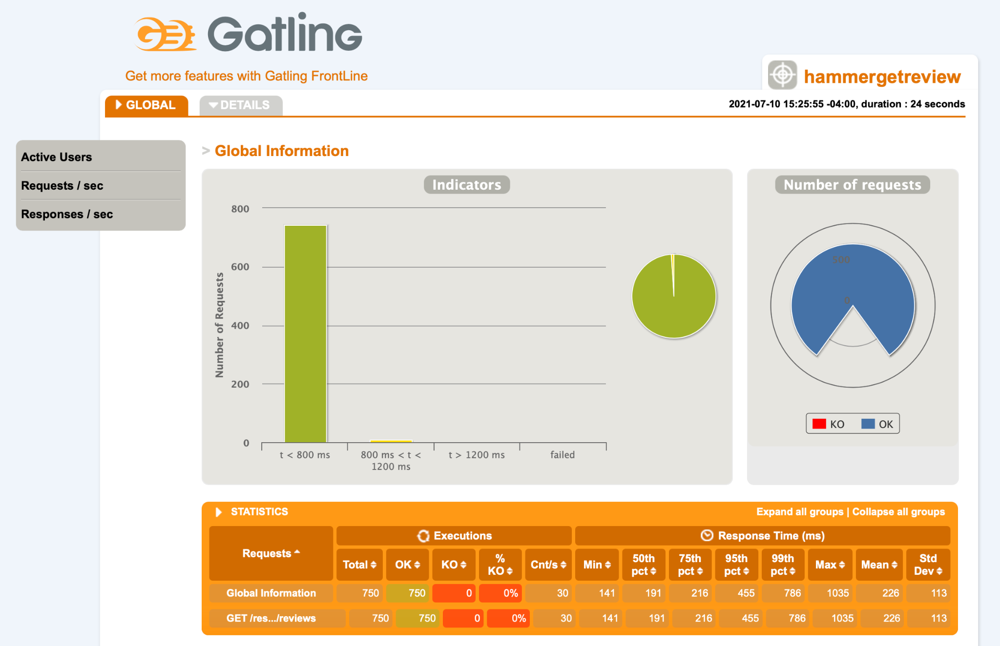 Gatling
Get more features with Gatling FrontLine
hammergetreview
GLOBAL
DETAILS
2021-07-10 15:25:55 -04:00, duration : 24 seconds
Active Users
Requests / sec
Responses / sec
> Global Information
Indicators
Number of Requests
800
600
400
200
0
t < 800 ms
800 ms < t <
1200 ms
t > 1200 ms
failed
Number of requests
500
0
KO
OK
STATISTICS
Expand all groups | Collapse all groups
Requests
Executions
Response Time (ms)
Total OK KO % KO Cnt/s Min 50th pct 75th pct 95th pct 99th pct Max Mean Std Dev
Global Information 750 750 0 0% 30 141 191 216 455 786 1035 226 113
GET /res.../reviews 750 750 0 0% 30 141 191 216 455 786 1035 226 113